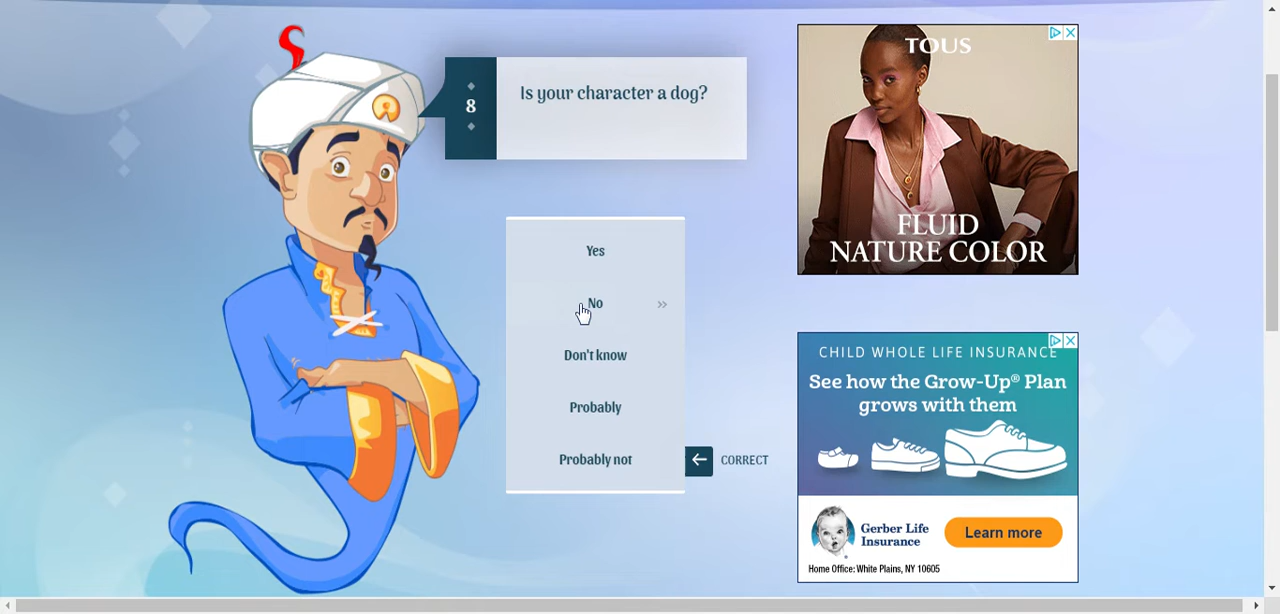 8
Is your character a dog?
Yes
No
Don't know
Probably
Probably not
CORRECT
TOUS
FLUID
NATURE COLOR
CHILD WHOLE LIFE INSURANCE
See how the Grow-Up® Plan
grows with them
Gerber Life
Insurance
Learn more
Home Office: White Plains, NY 10605